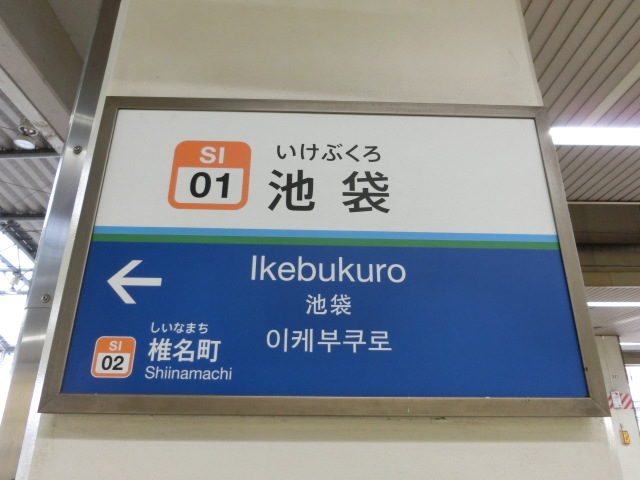 SI
01
いけぶくろ
池袋
Ikebukuro
池袋
이케부쿠로
SI
02
しいなまち
椎名町
Shiinamachi